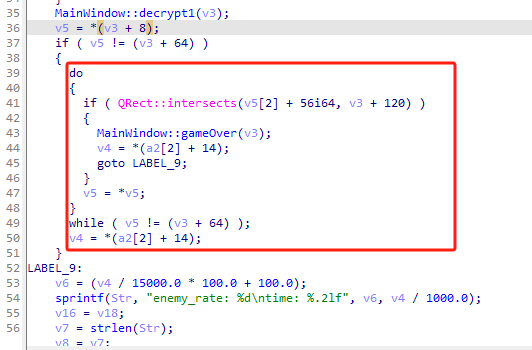 35 MainWindow::decrypt1(v3);
36 v5 = *(v3 + 8);
37 if ( v5 != (v3 + 64) )
38 {
39 do
40 {
41 if ( QRect::intersects(v5[2] + 56i64, v3 + 120) )
42 {
43 MainWindow::gameOver(v3);
44 v4 = *(a2[2] + 14);
45 goto LABEL_9;
46 }
47 v5 = *v5;
48 }
49 while ( v5 != (v3 + 64) );
50 v4 = *(a2[2] + 14);
51 }
52 LABEL_9:
53 v6 = (v4 / 15000.0 * 100.0 + 100.0);
54 sprintf(Str, "enemy_rate: %d\ntime: %.2lf", v6, v4 / 1000.0);
55 v16 = v18;
56 v7 = strlen(Str);
v8 = v7;